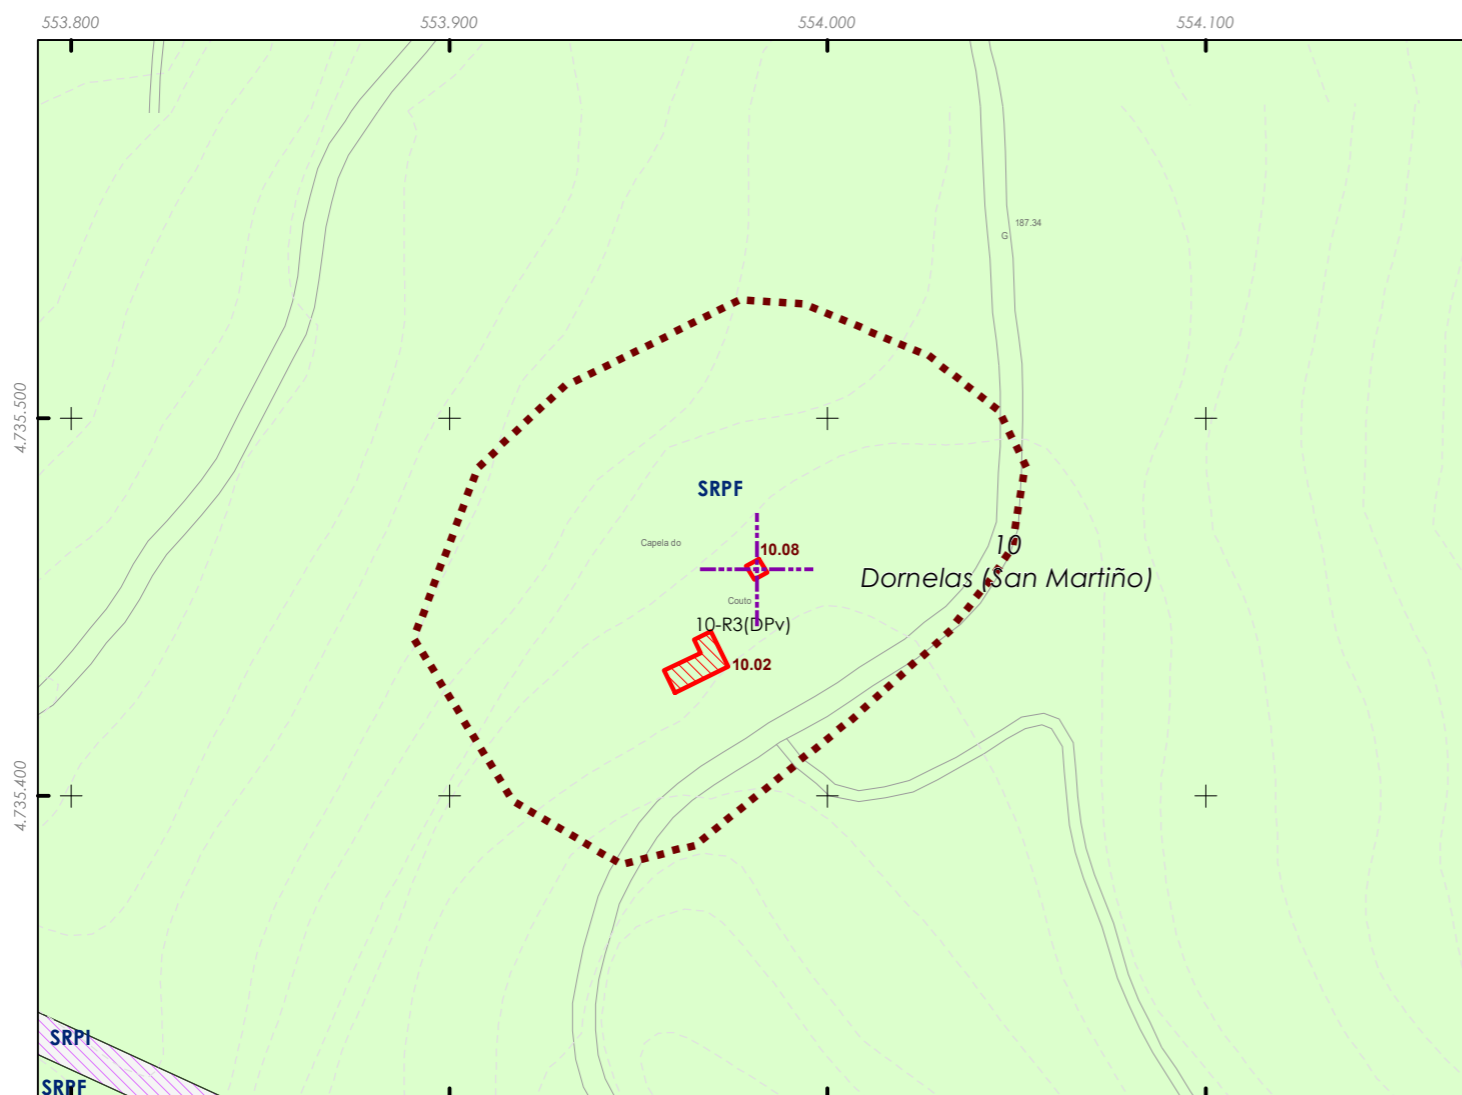 553.800
553.900
554.000
554.100
187.34
G
4.735.500
SRPF
Capela do
10.08
10
Dornelas (San Martiño)
Couto
10-R3(DPv)
10.02
4.735.400
SRPI
SRPF